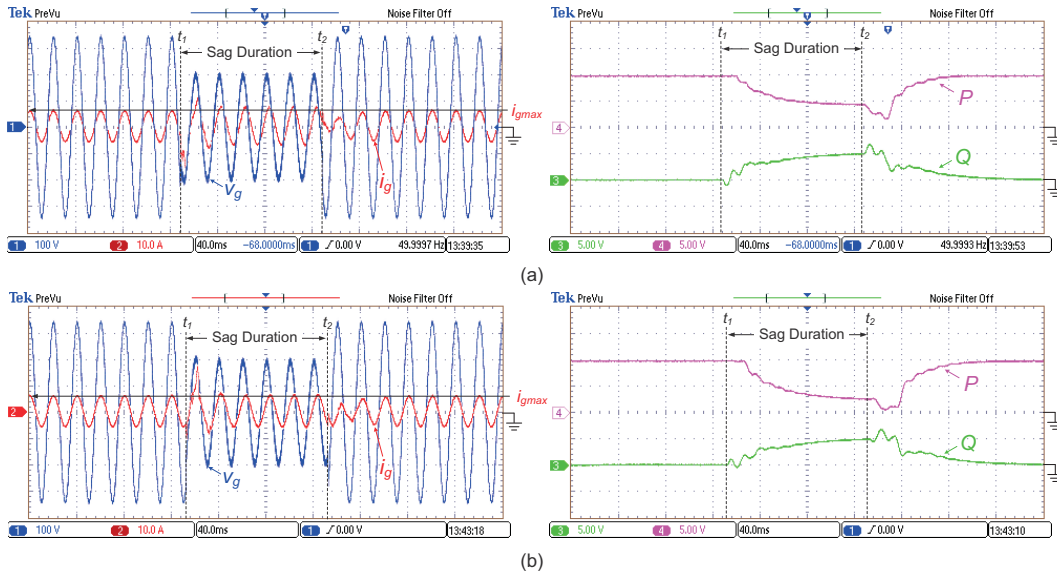 Tek PreVu Noise Filter Off
t1 t2
Sag Duration
igmax
1
ig
vg
1 100 V 2 10.0 A 40.0ms −68.0000ms 1 0.00 V 49.9997 Hz 13:39:35
Tek PreVu Noise Filter Off
t1 t2
Sag Duration
P
4
Q
3
3 5.00 V 4 5.00 V 40.0ms −68.0000ms 1 0.00 V 49.9993 Hz 13:39:53
(a)
Tek PreVu Noise Filter Off
t1 t2
Sag Duration
igmax
2
ig
vg
1 100 V 2 10.0 A 40.0ms 1 0.00 V 13:43:18
Tek PreVu Noise Filter Off
t1 t2
Sag Duration
P
4
Q
3
3 5.00 V 4 5.00 V 40.0ms 1 0.00 V 13:43:10
(b)